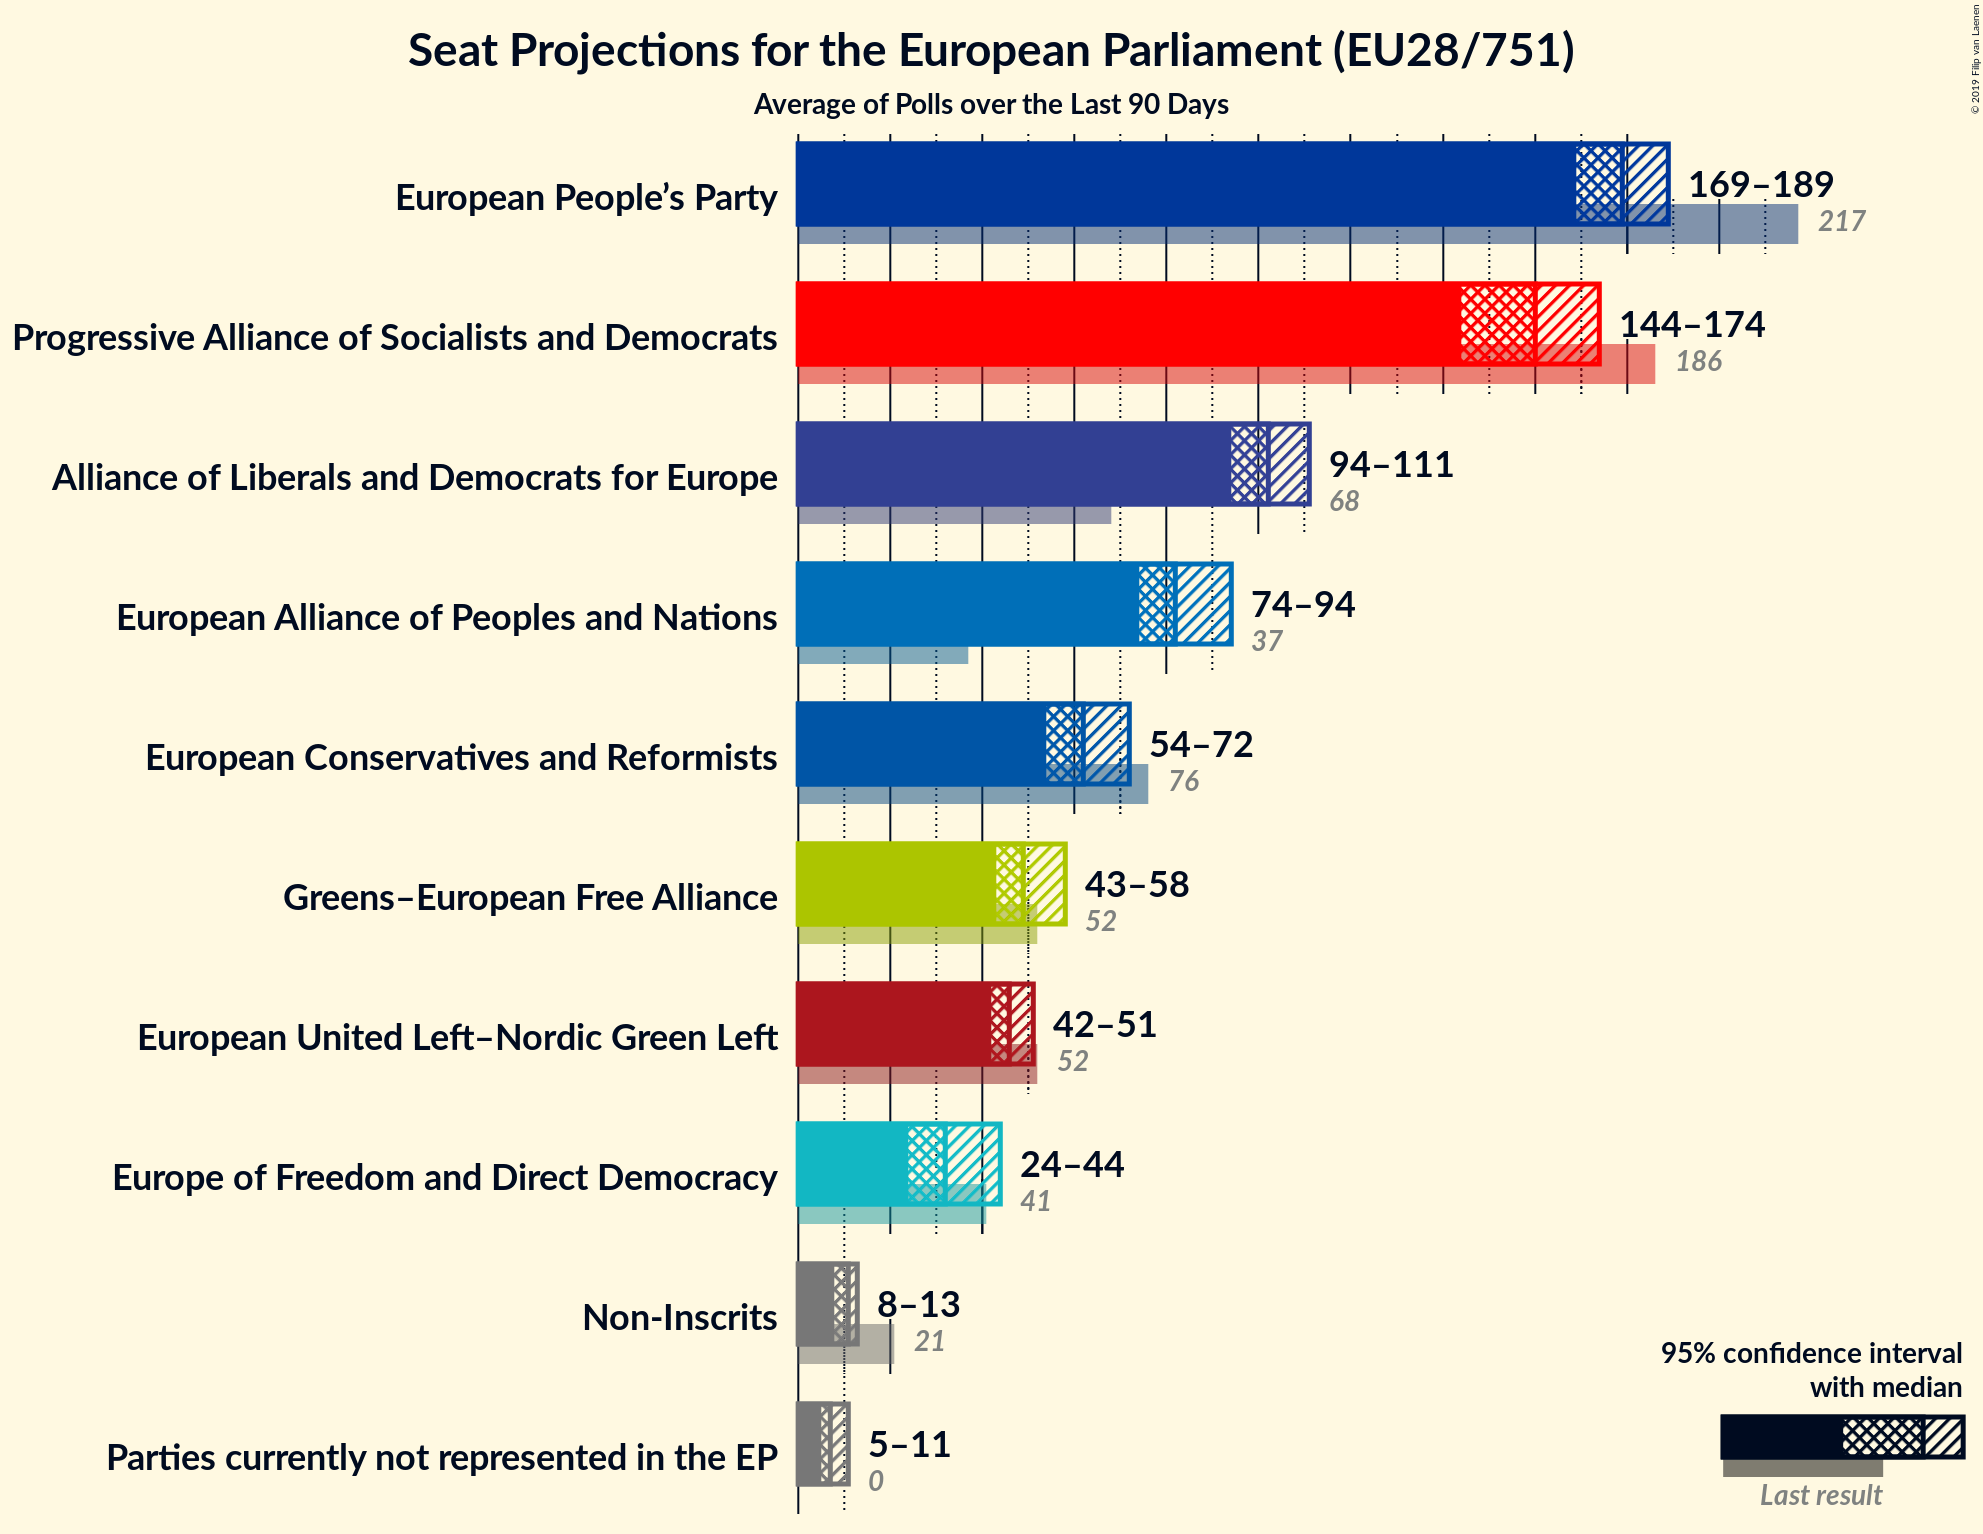 Seat Projections for the European Parliament (EU28/751)
Average of Polls over the Last 90 Days
© 2019 Filip van Laenen
European People’s Party
169–189
217
Progressive Alliance of Socialists and Democrats
144–174
186
Alliance of Liberals and Democrats for Europe
94–111
68
European Alliance of Peoples and Nations
74–94
37
European Conservatives and Reformists
54–72
76
Greens–European Free Alliance
43–58
52
European United Left–Nordic Green Left
42–51
52
Europe of Freedom and Direct Democracy
24–44
41
Non-Inscrits
8–13
21
Parties currently not represented in the EP
5–11
0
95% confidence interval
with median
Last result